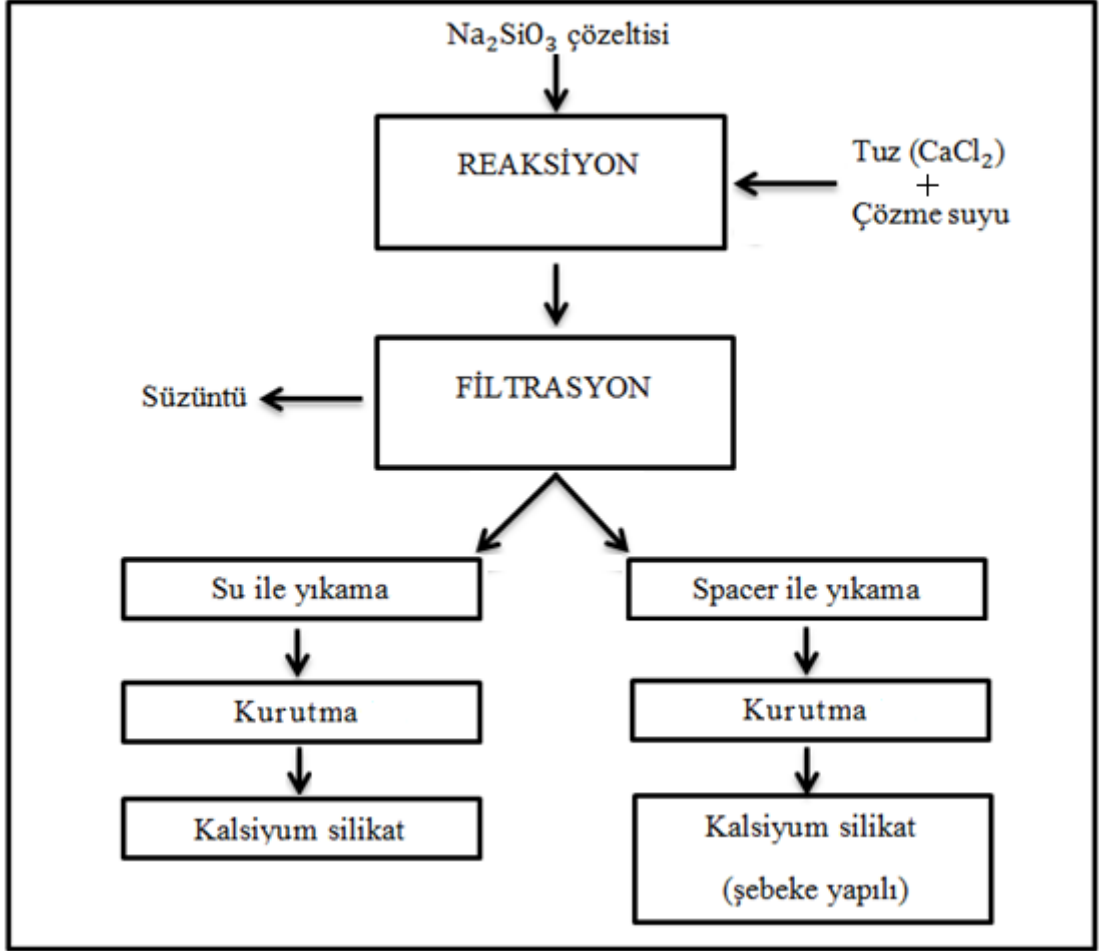 Na₂SiO₃ çözeltisi
REAKSİYON
Tuz (CaCl₂)
+
Çözme suyu
FİLTRASYON
Süzüntü
Su ile yıkama
Spacer ile yıkama
Kurutma
Kurutma
Kalsiyum silikat
Kalsiyum silikat
(şebeke yapılı)